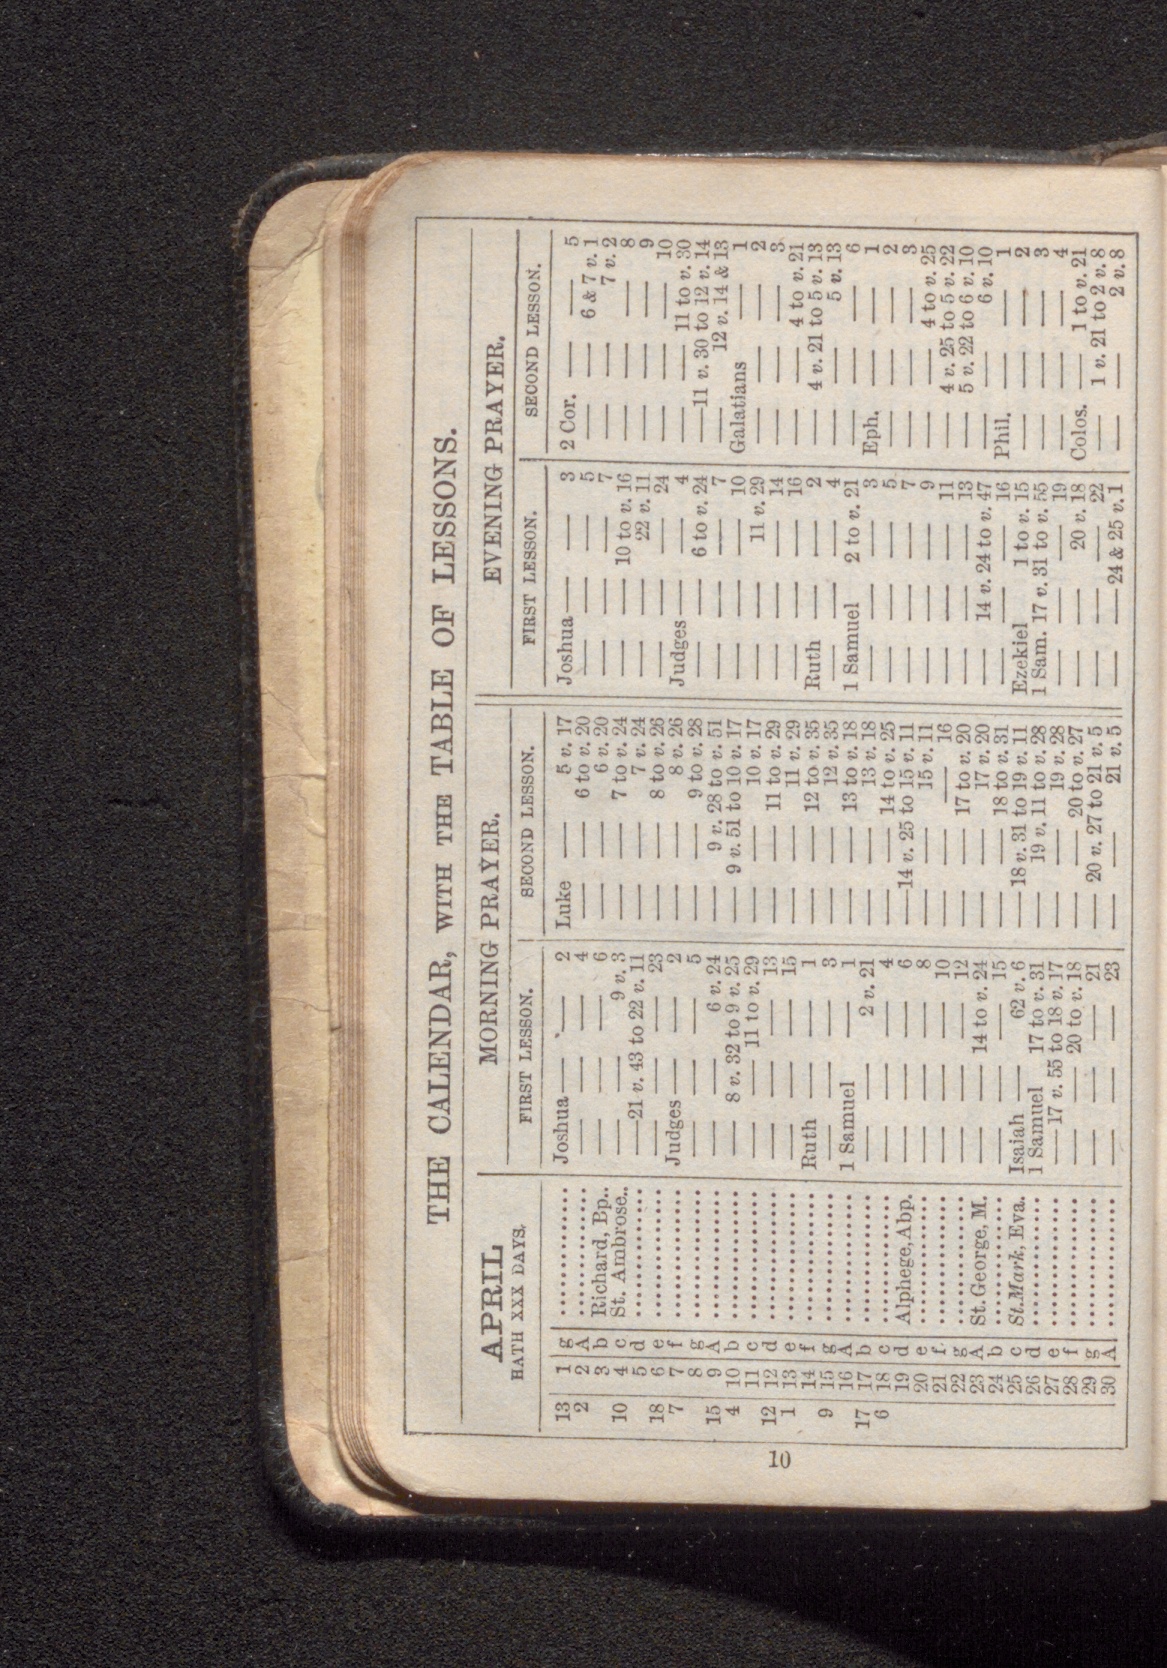 THE CALENDAR, WITH THE TABLE OF LESSONS.
APRIL MORNING PRAYER. EVENING PRAYER.
HATH XXX DAYS. FIRST LESSON. SECOND LESSON. FIRST LESSON. SECOND LESSON.
13 1 g ............ Joshua — — 2 Luke — 5 v. 17 Joshua — — 3 2 Cor. — — 5
2 2 A ............ — — — 4 — — 6 to v. 20 — — — 5 — — 6 & 7 v. 1
3 b Richard, Bp.. — — — 6 — — 6 v. 20 — — — 7 — — 7 v. 2
10 4 c St. Ambrose.. — — 9 v. 3 — — 7 to v. 24 — — 10 to v. 16 — — — 8
5 d ............ — 21 v. 43 to 22 v. 11 — — 7 v. 24 — — 22 v. 11 — — — 9
18 6 e ............ — — — 23 — — 8 to v. 26 — — — 24 — — — 10
7 7 f ............ Judges — — 2 — — 8 v. 26 Judges — — 4 — — 11 to v. 30
8 g ............ — — — 5 — — 9 to v. 28 — — 6 to v. 24 — 11 v. 30 to 12 v. 14
15 9 A ............ — — 6 v. 24 — 9 v. 28 to v. 51 — — — 7 — 12 v. 14 & 13
4 10 b ............ — 8 v. 32 to 9 v. 25 — 9 v. 51 to 10 v. 17 — — — 10 Galatians — 1
11 c ............ — — 11 to v. 29 — — 10 v. 17 — — 11 v. 29 — — — 2
12 12 d ............ — — — 13 — — 11 to v. 29 — — — 14 — — — 3
1 13 e ............ — — — 15 — — 11 v. 29 — — — 16 — — 4 to v. 21
14 f ............ Ruth — — 1 — — 12 to v. 35 Ruth — — 2 — 4 v. 21 to 5 v. 13
9 15 g ............ — — — 3 — — 12 v. 35 — — — 4 — — 5 v. 13
16 A ............ 1 Samuel — 1 — — 13 to v. 18 1 Samuel 2 to v. 21 — — — 6
17 17 b ............ — — 2 v. 21 — — 13 v. 18 — — — 3 Eph. — — 1
6 18 c ............ — — — 4 — — 14 to v. 25 — — — 5 — — — 2
19 d Alphege, Abp. — — — 6 — 14 v. 25 to 15 v. 11 — — — 7 — — — 3
20 e ............ — — — 8 — — 15 v. 11 — — — 9 — — 4 to v. 25
21 f ............ — — — 10 — — — 16 — — — 11 — 4 v. 25 to 5 v. 22
22 g ............ — — — 12 — — 17 to v. 20 — — — 13 — 5 v. 22 to 6 v. 10
23 A St. George, M. — — 14 to v. 24 — — 17 v. 20 — 14 v. 24 to v. 47 — — 6 v. 10
24 b ............ — — — 15 — — 18 to v. 31 — — — 16 Phil. — — 1
25 c St. Mark, Eva. Isaiah — 62 v. 6 — 18 v. 31 to 19 v. 11 Ezekiel 1 to v. 15 — — — 2
26 d ............ 1 Samuel 17 to v. 31 — 19 v. 11 to v. 28 1 Sam. 17 v. 31 to v. 55 — — — 3
27 e ............ — 17 v. 55 to 18 v. 17 — — 19 v. 28 — — — 19 — — — 4
28 f ............ — — 20 to v. 18 — — 20 to v. 27 — — 20 v. 18 Colos. — 1 to v. 21
29 g ............ — — — 21 — 20 v. 27 to 21 v. 5 — — — 22 — 1 v. 21 to 2 v. 8
30 A ............ — — — 23 — — 21 v. 5 — — 24 & 25 v. 1 — — 2 v. 8
10